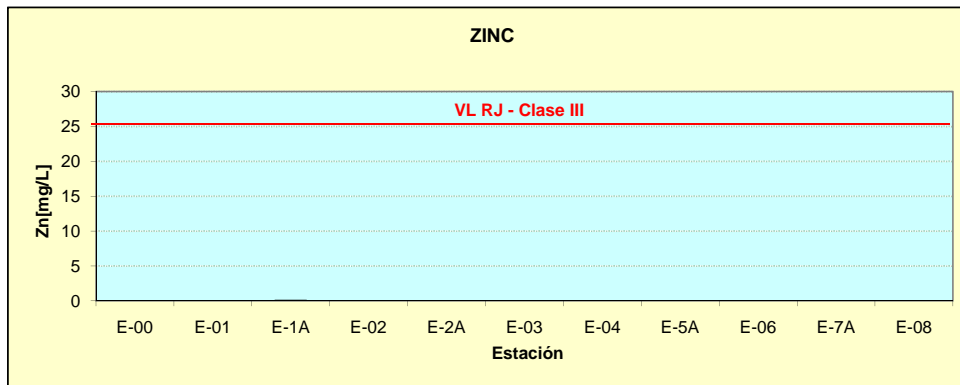 ZINC
VL RJ - Clase III
Zn[mg/L]
30
25
20
15
10
5
0
E-00 E-01 E-1A E-02 E-2A E-03 E-04 E-5A E-06 E-7A E-08
Estación